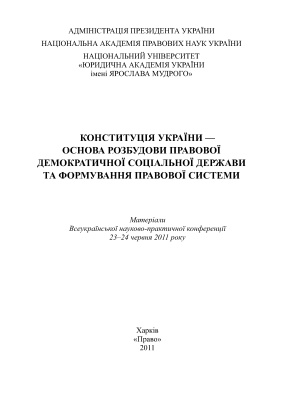 АДМІНІСТРАЦІЯ ПРЕЗИДЕНТА УКРАЇНИ
НАЦІОНАЛЬНА АКАДЕМІЯ ПРАВОВИХ НАУК УКРАЇНИ
НАЦІОНАЛЬНИЙ УНІВЕРСИТЕТ
«ЮРИДИЧНА АКАДЕМІЯ УКРАЇНИ
імені ЯРОСЛАВА МУДРОГО»
КОНСТИТУЦІЯ УКРАЇНИ —
ОСНОВА РОЗБУДОВИ ПРАВОВОЇ
ДЕМОКРАТИЧНОЇ СОЦІАЛЬНОЇ ДЕРЖАВИ
ТА ФОРМУВАННЯ ПРАВОВОЇ СИСТЕМИ
Матеріали
Всеукраїнської науково-практичної конференції
23–24 червня 2011 року
Харків
«Право»
2011